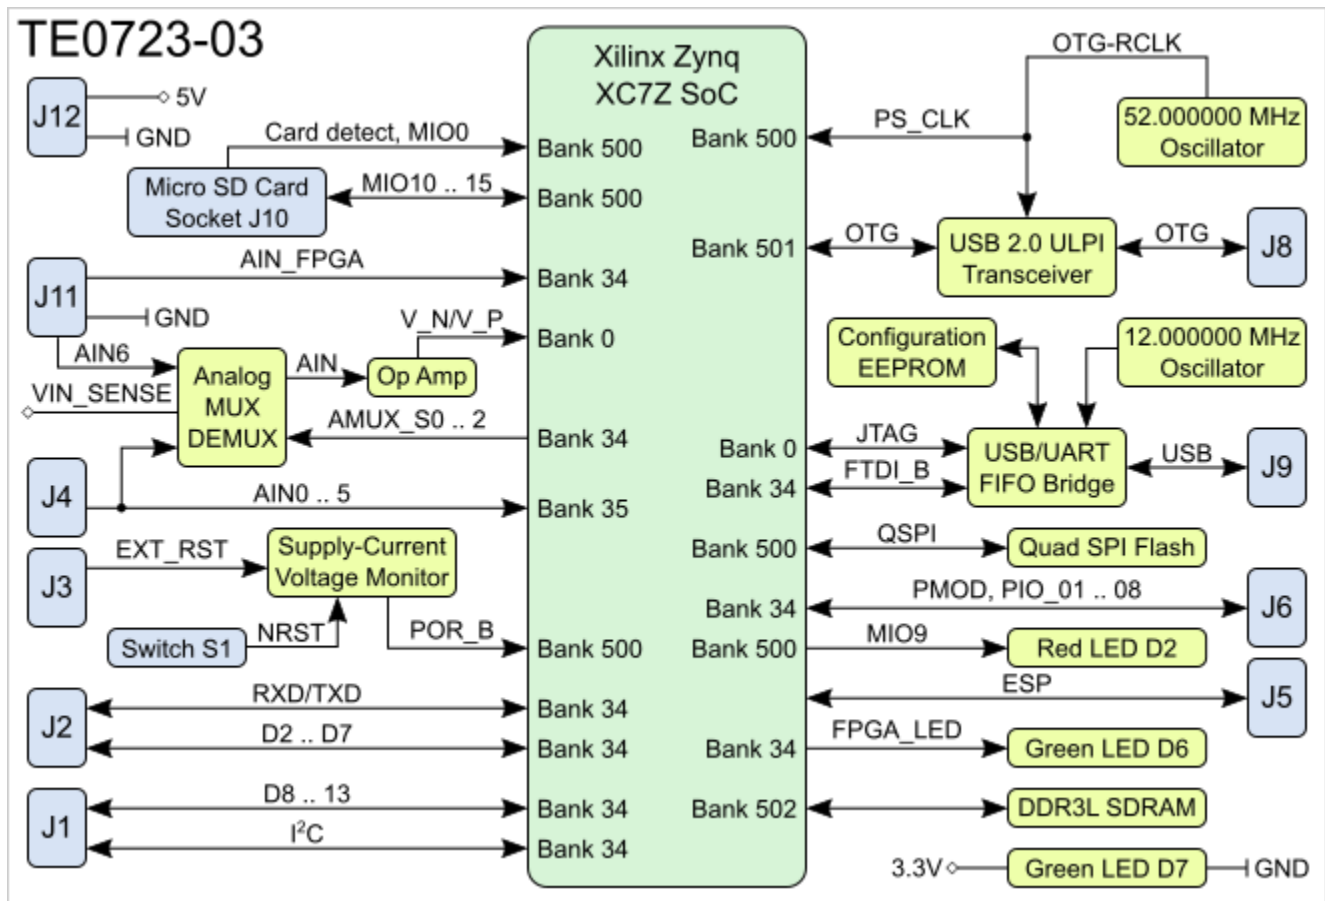 TE0723-03
Xilinx Zynq
XC7Z SoC
J12
5V
GND
Card detect, MIO0
Bank 500
Micro SD Card
Socket J10
MIO10 .. 15
Bank 500
J11
AIN_FPGA
Bank 34
GND
V_N/V_P
Bank 0
AIN6
Analog
MUX
DEMUX
AIN
Op Amp
VIN_SENSE
AMUX_S0 .. 2
Bank 34
J4
AIN0 .. 5
Bank 35
J3
EXT_RST
Supply-Current
Voltage Monitor
Switch S1
NRST
POR_B
Bank 500
J2
RXD/TXD
Bank 34
D2 .. D7
Bank 34
J1
D8 .. 13
Bank 34
I²C
Bank 34
OTG-RCLK
Bank 500
PS_CLK
52.000000 MHz
Oscillator
Bank 501
OTG
USB 2.0 ULPI
Transceiver
OTG
J8
Configuration
EEPROM
12.000000 MHz
Oscillator
Bank 0
JTAG
Bank 34
FTDI_B
USB/UART
FIFO Bridge
USB
J9
Bank 500
QSPI
Quad SPI Flash
Bank 34
PMOD, PIO_01 .. 08
J6
Bank 500
MIO9
Red LED D2
ESP
J5
Bank 34
FPGA_LED
Green LED D6
Bank 502
DDR3L SDRAM
3.3V
Green LED D7
GND